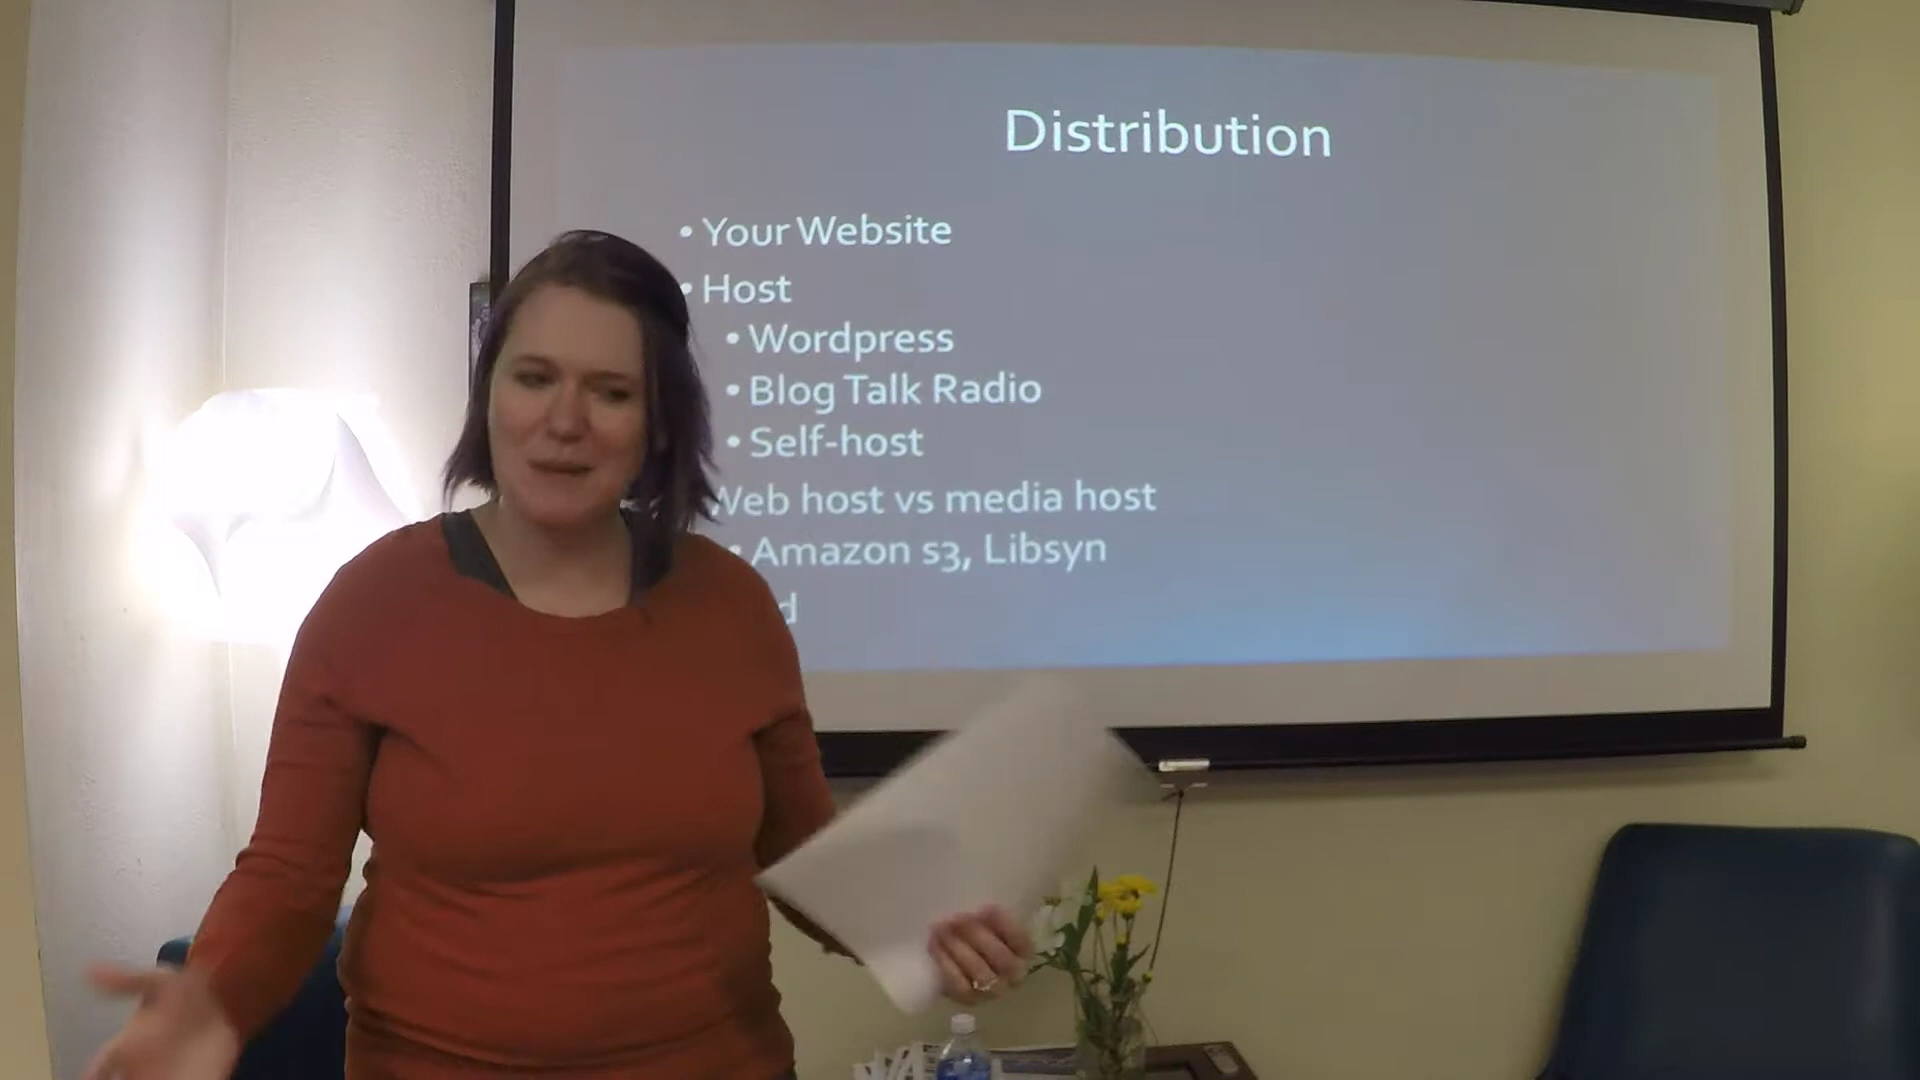 Distribution
• Your Website
• Host
• Wordpress
• Blog Talk Radio
• Self-host
Web host vs media host
• Amazon s3, Libsyn